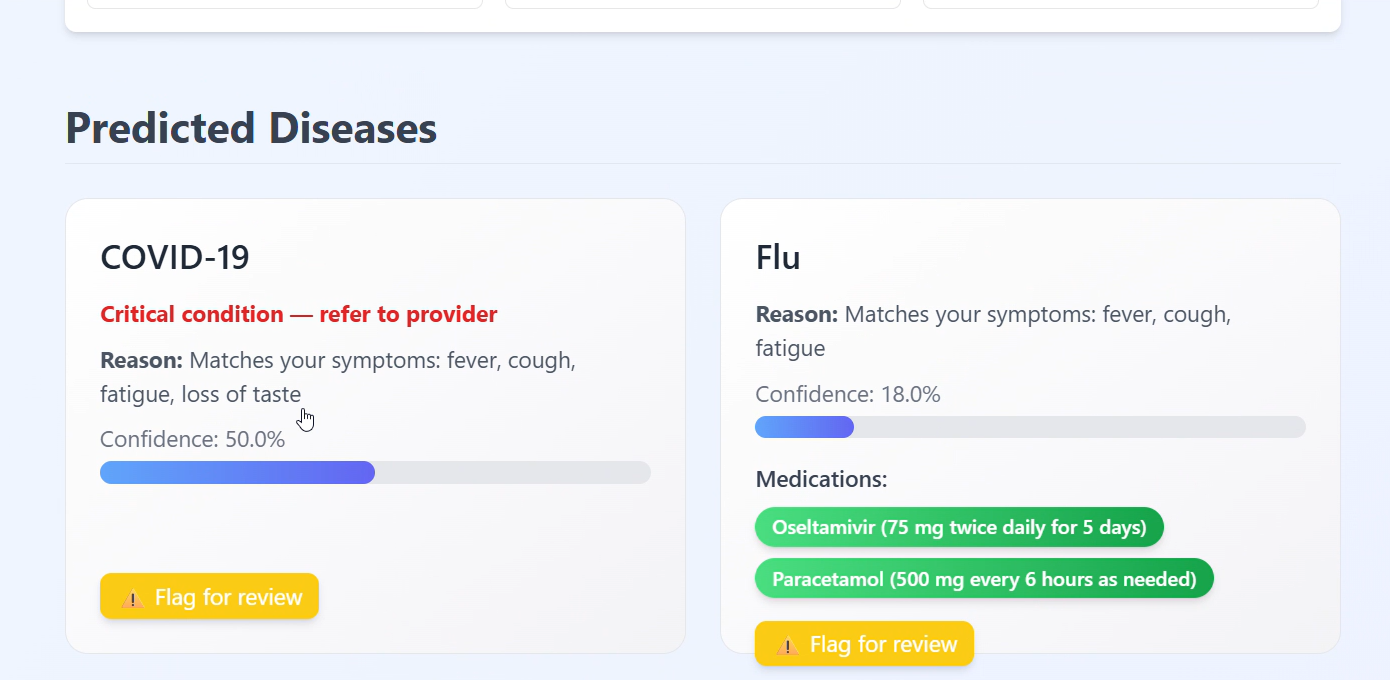 Predicted Diseases
COVID-19
Critical condition — refer to provider
Reason: Matches your symptoms: fever, cough,
fatigue, loss of taste
Confidence: 50.0%
⚠️ Flag for review
Flu
Reason: Matches your symptoms: fever, cough,
fatigue
Confidence: 18.0%
Medications:
Oseltamivir (75 mg twice daily for 5 days)
Paracetamol (500 mg every 6 hours as needed)
⚠️ Flag for review